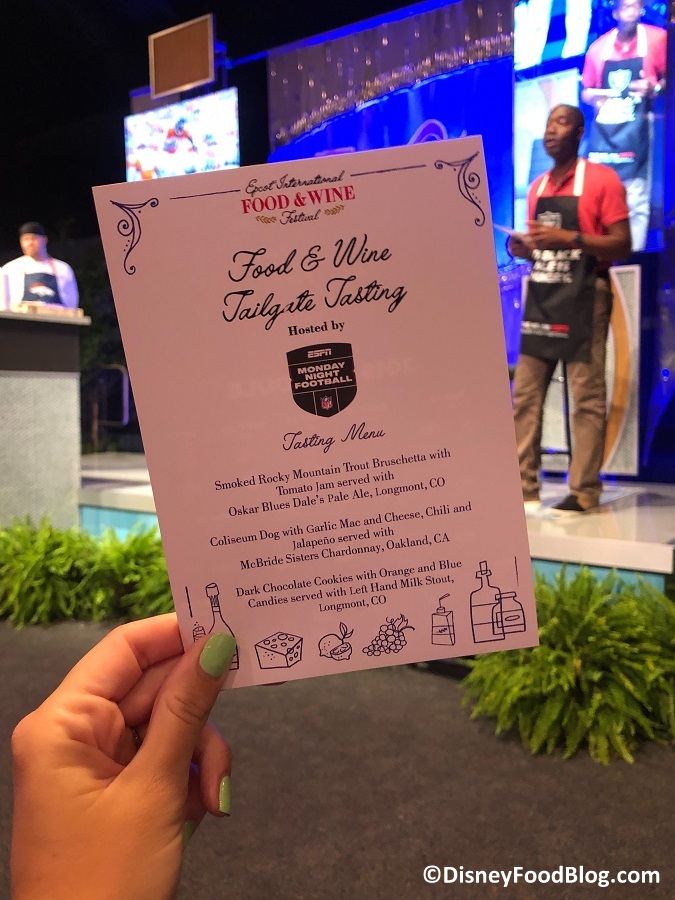 Epcot International
FOOD & WINE
Festival
Food & Wine
Tailgate Tasting
Hosted by
ESPN
MONDAY
NIGHT
FOOTBALL
NFL
Tasting Menu
Smoked Rocky Mountain Trout Bruschetta with
Tomato Jam served with
Oskar Blues Dale's Pale Ale, Longmont, CO
Coliseum Dog with Garlic Mac and Cheese, Chili and
Jalapeño served with
McBride Sisters Chardonnay, Oakland, CA
Dark Chocolate Cookies with Orange and Blue
Candies served with Left Hand Milk Stout,
Longmont, CO
©DisneyFoodBlog.com